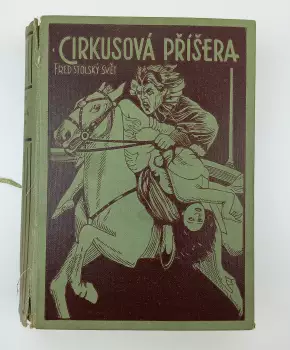 CIRKUSOVÁ PŘÍŠERA
FRED STOLSKÝ SVĚT